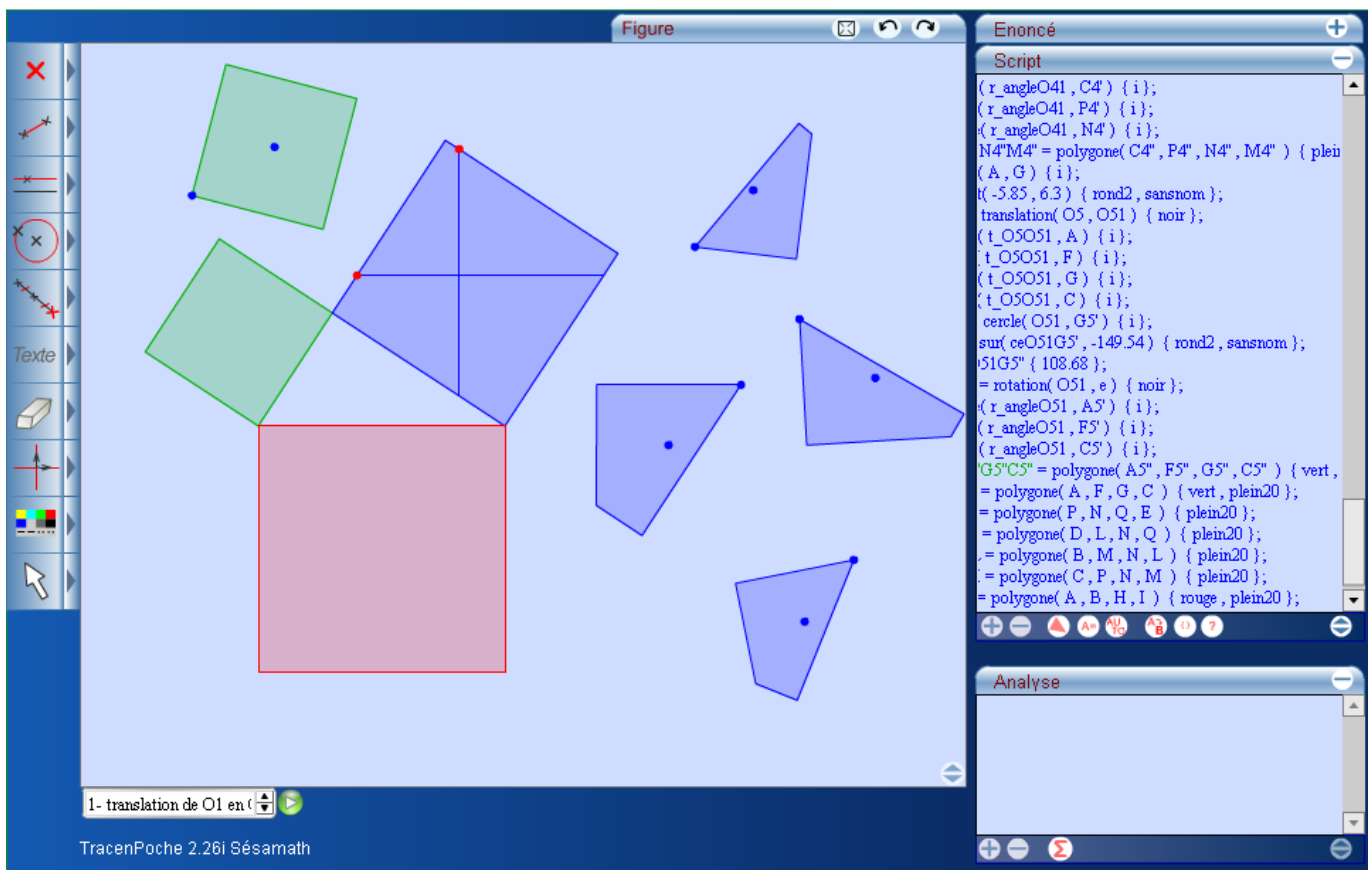 Figure
Enoncé
Script
( r_angleO41 , C4' ) { i };
( r_angleO41 , P4' ) { i };
( r_angleO41 , N4' ) { i };
N4"M4" = polygone( C4" , P4" , N4" , M4" ) { plein
( A , G ) { i };
t( -5.85 , 6.3 ) { rond2 , sansnom };
translation( O5 , O51 ) { noir };
( t_O5O51 , A ) { i};
t_O5O51 , F ) { i};
( t_O5O51 , G ) { i};
( t_O5O51 , C ) { i};
cercle( O51 , G5' ) { i};
sur( ceO51G5' , -149.54 ) { rond2 , sansnom };
O51G5" { 108.68 };
= rotation( O51 , e ) { noir };
( r_angleO51 , A5' ) { i};
( r_angleO51 , F5' ) { i};
( r_angleO51 , C5' ) { i};
"G5"C5" = polygone( A5" , F5" , G5" , C5" ) { vert ,
= polygone( A , F , G , C ) { vert , plein20 };
= polygone( P , N , Q , E ) { plein20 };
= polygone( D , L , N , Q ) { plein20 };
= polygone( B , M , N , L ) { plein20 };
= polygone( C , P , N , M ) { plein20 };
= polygone( A , B , H , I ) { rouge , plein20 };
Analyse
Texte
1- translation de O1 en
TracenPoche 2.26i Sésamath